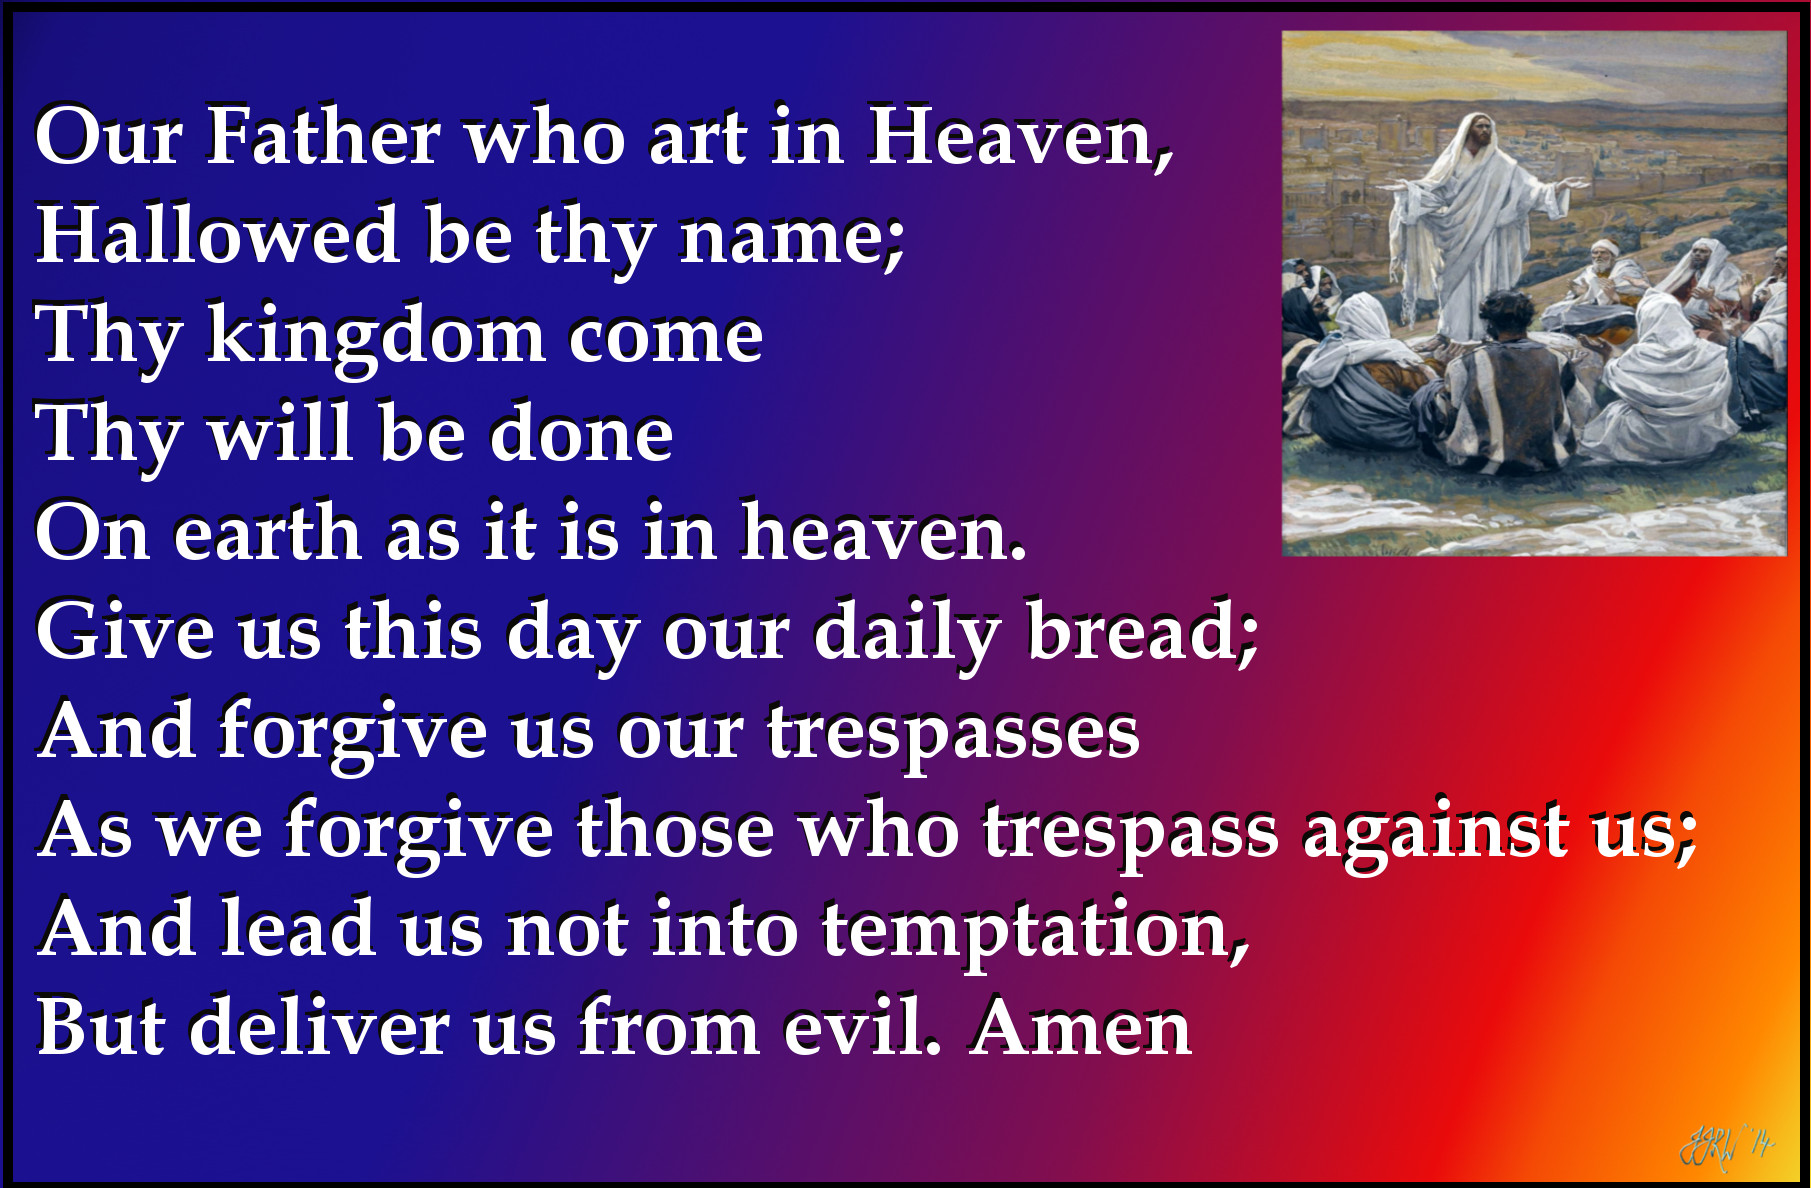 Our Father who art in Heaven,
Hallowed be thy name;
Thy kingdom come
Thy will be done
On earth as it is in heaven.
Give us this day our daily bread;
And forgive us our trespasses
As we forgive those who trespass against us;
And lead us not into temptation,
But deliver us from evil. Amen
'14